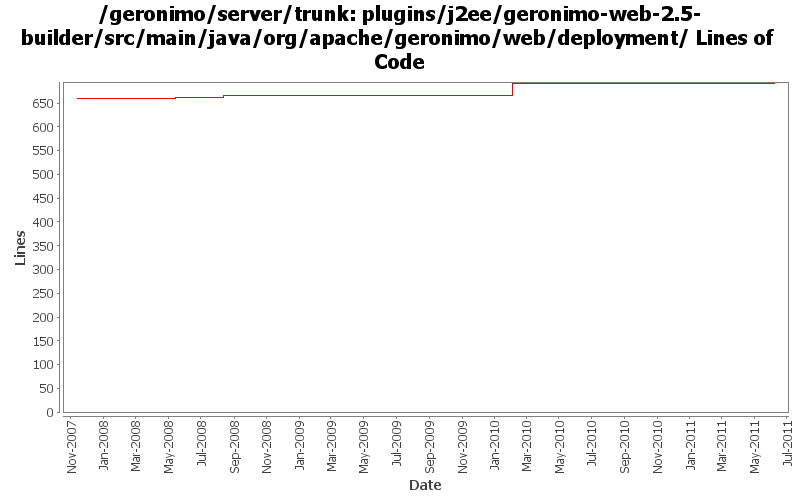 /geronimo/server/trunk: plugins/j2ee/geronimo-web-2.5-
builder/src/main/java/org/apache/geronimo/web/deployment/ Lines of
Code
Lines
650
600
550
500
450
400
350
300
250
200
150
100
50
0
Nov-2007
Jan-2008
Mar-2008
May-2008
Jul-2008
Sep-2008
Nov-2008
Jan-2009
Mar-2009
May-2009
Jul-2009
Sep-2009
Nov-2009
Jan-2010
Mar-2010
May-2010
Jul-2010
Sep-2010
Nov-2010
Jan-2011
Mar-2011
May-2011
Jul-2011
Date